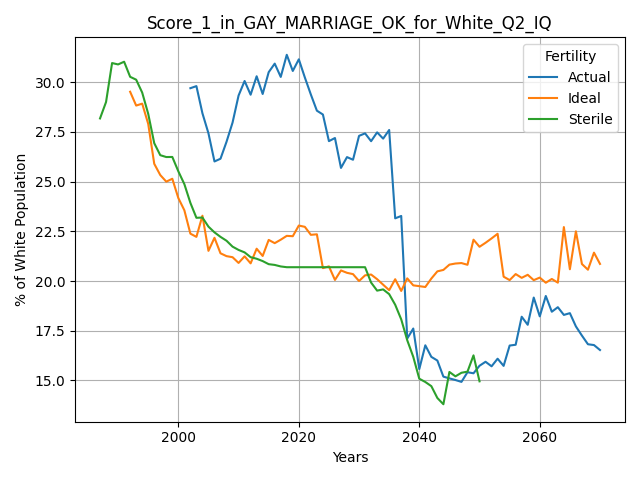 Score_1_in_GAY_MARRIAGE_OK_for_White_Q2_IQ
Fertility
Actual
Ideal
Sterile
% of White Population
30.0
27.5
25.0
22.5
20.0
17.5
15.0
2000
2020
2040
2060
Years